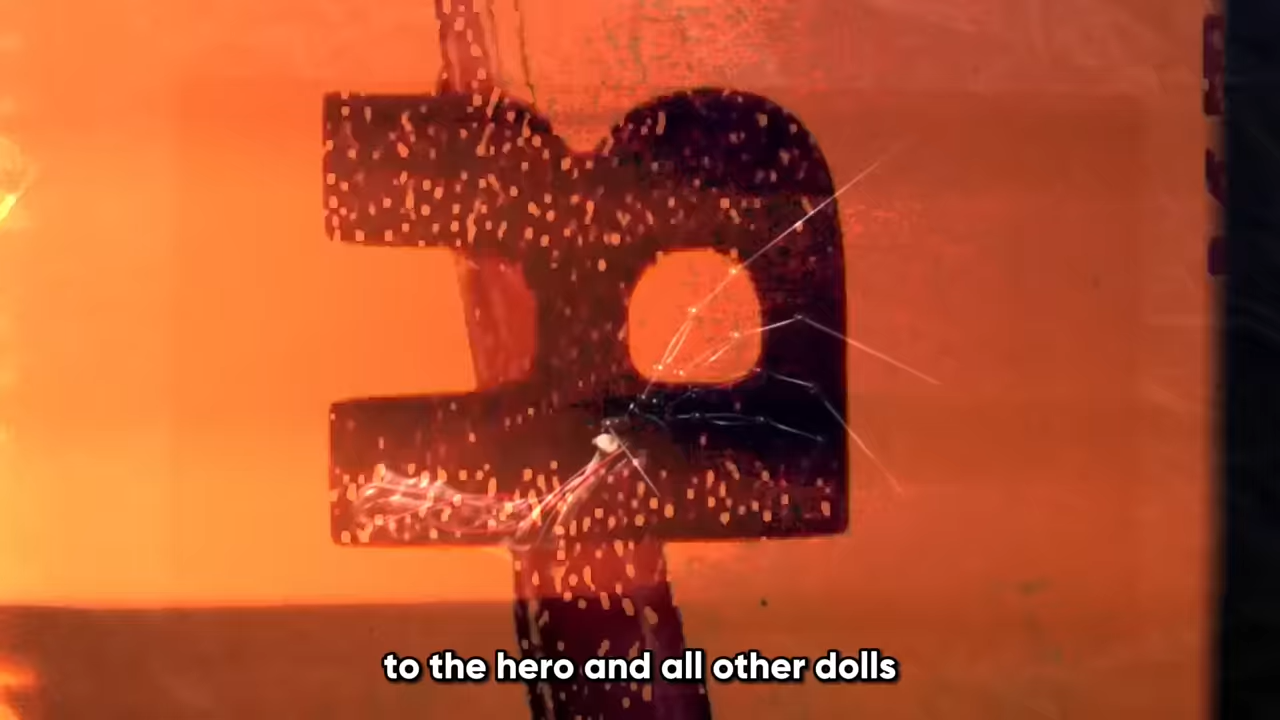 to the hero and all other dolls